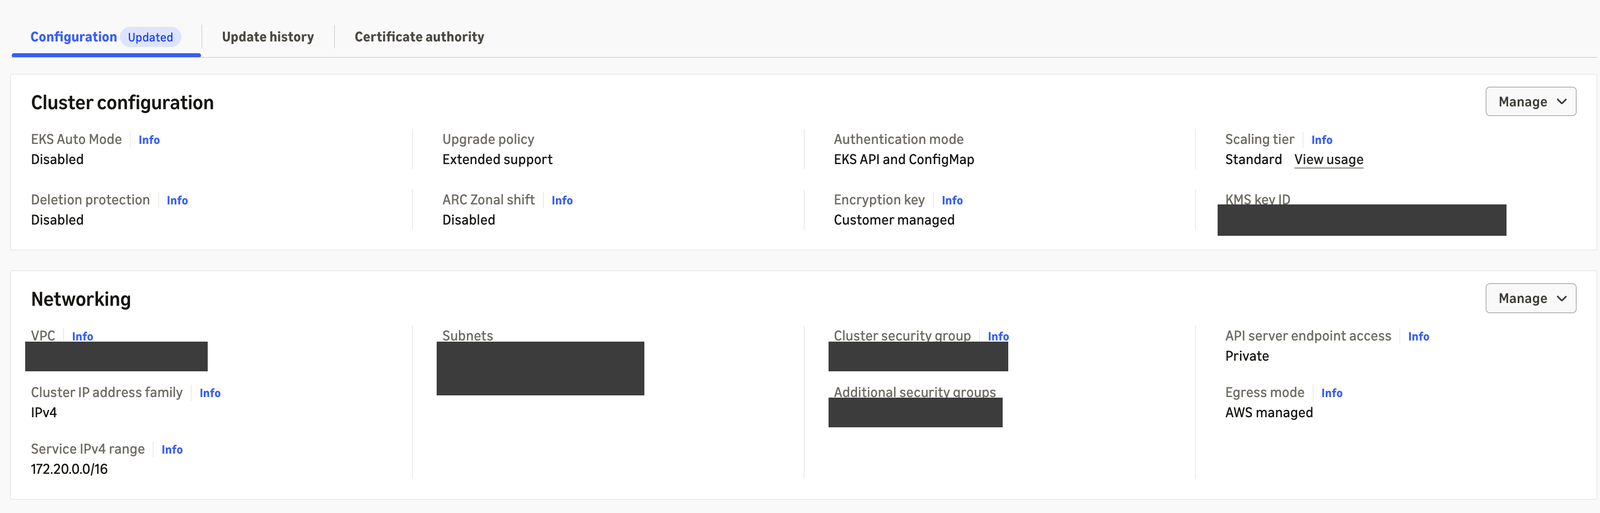 Configuration Updated Update history Certificate authority
Cluster configuration
Manage
EKS Auto Mode Info
Disabled
Upgrade policy
Extended support
Authentication mode
EKS API and ConfigMap
Scaling tier Info
Standard View usage
Deletion protection Info
Disabled
ARC Zonal shift Info
Disabled
Encryption key Info
Customer managed
KMS key ID
Networking
Manage
VPC Info
Subnets
Cluster security group Info
API server endpoint access Info
Private
Cluster IP address family Info
IPv4
Additional security groups
Egress mode Info
AWS managed
Service IPv4 range Info
172.20.0.0/16